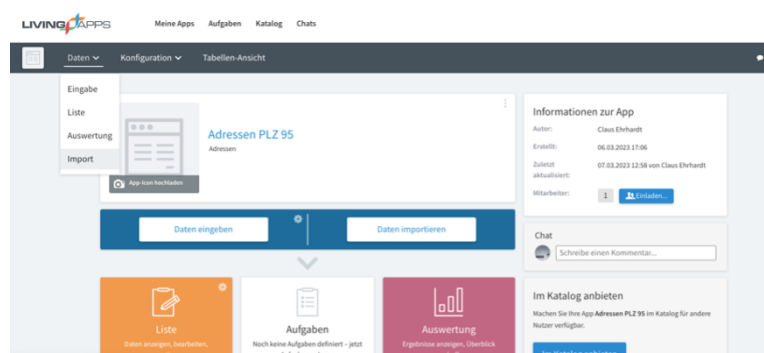 LIVING APPS
Meine Apps Aufgaben Katalog Chats
Daten Konfiguration Tabellen-Ansicht
Eingabe
Liste
Auswertung
Import
App-Icon hochladen
Adressen PLZ 95
Adressen
Informationen zur App
Autor: Claus Ehrhardt
Erstellt: 06.03.2023 17:06
Zuletzt aktualisiert: 07.03.2023 12:58 von Claus Ehrhardt
Mitarbeiter: 1 Einladen...
Daten eingeben
Daten importieren
Chat
Schreibe einen Kommentar...
Liste
Daten anzeigen, bearbeiten,
Aufgaben
Noch keine Aufgaben definiert – jetzt
Auswertung
Ergebnisse anzeigen, Überblick
Im Katalog anbieten
Machen Sie Ihre App Adressen PLZ 95 im Katalog für andere
Nutzer verfügbar.